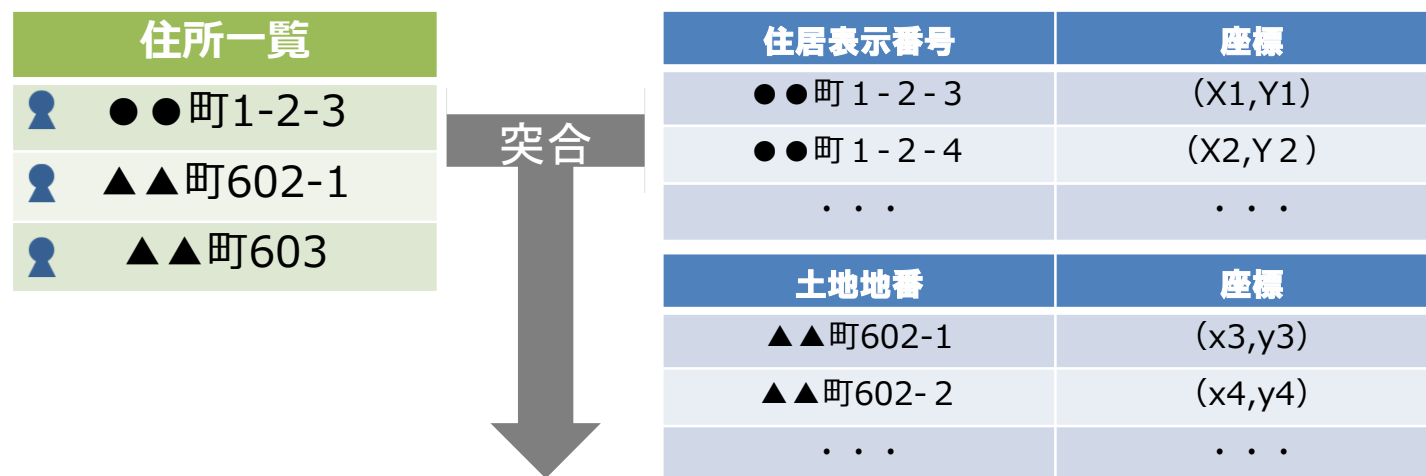 住所一覧
●●町1-2-3
▲▲町602-1
▲▲町603
突合
住居表示番号 座標
●●町１-２-３ （X1,Y1）
●●町１-２-４ （X2,Y２）
・・・ ・・・
土地地番 座標
▲▲町602-1 （x3,y3）
▲▲町602-２ （x4,y4）
・・・ ・・・